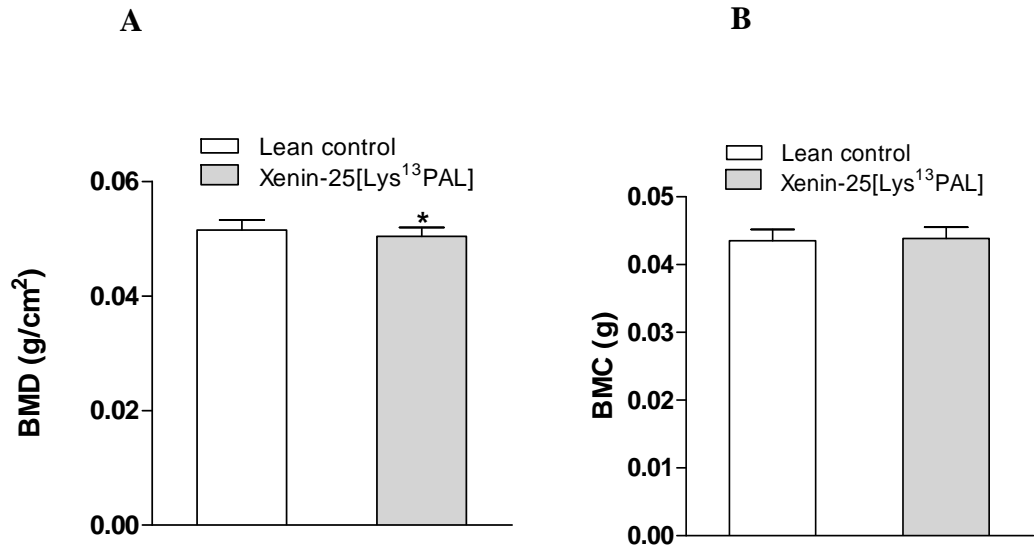 A
Lean control
Xenin-25[Lys¹³PAL]
0.06
0.04
0.02
0.00
BMD (g/cm²)
*
B
Lean control
Xenin-25[Lys¹³PAL]
0.05
0.04
0.03
0.02
0.01
0.00
BMC (g)